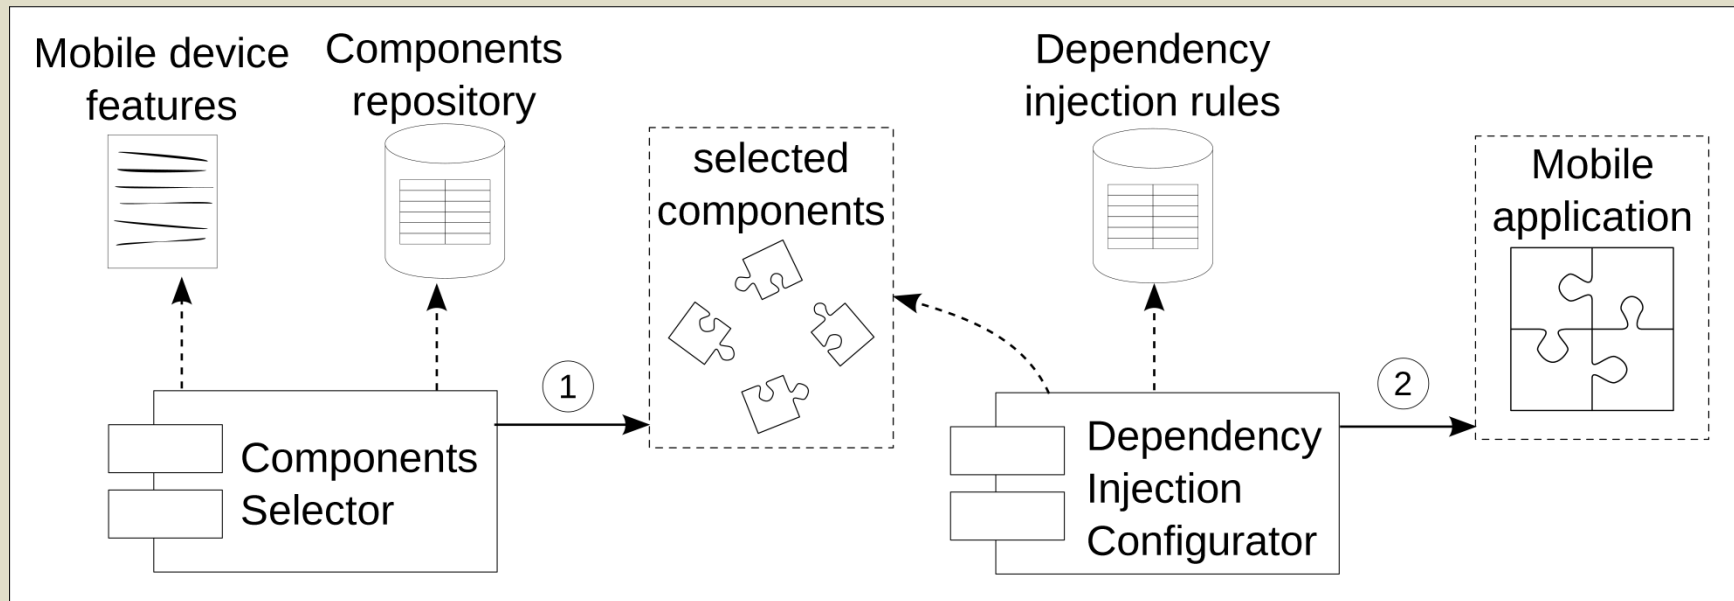 Mobile device
features
Components
repository
selected
components
Dependency
injection rules
Mobile
application
1
2
Components
Selector
Dependency
Injection
Configurator